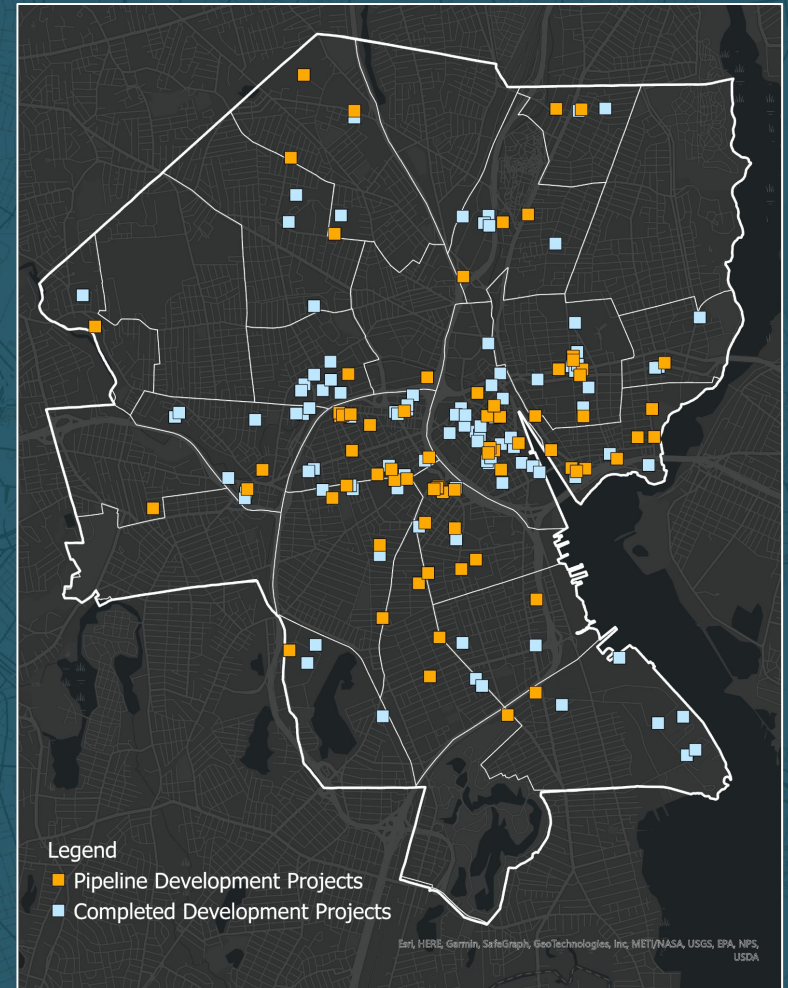 Legend
Pipeline Development Projects
Completed Development Projects
Esri, HERE, Garmin, SafeGraph, GeoTechnologies, Inc, METI/NASA, USGS, EPA, NPS,
USDA